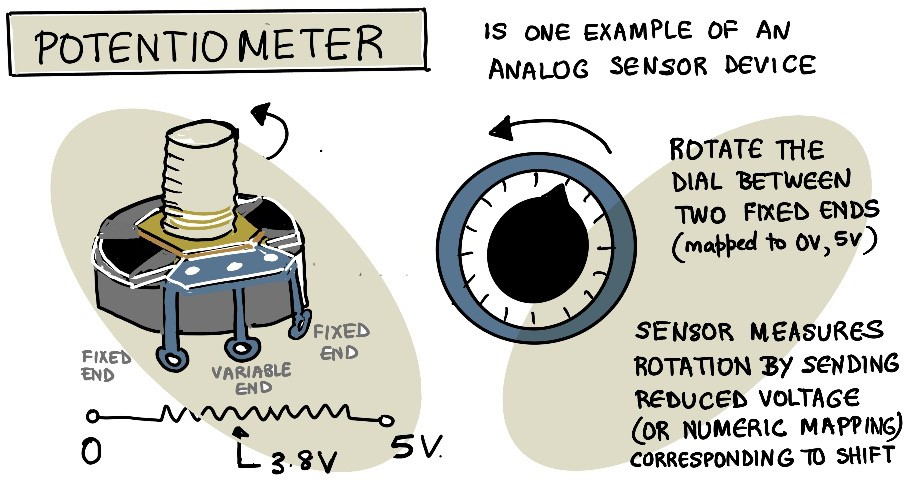 POTENTIOMETER
IS ONE EXAMPLE OF AN
ANALOG SENSOR DEVICE
ROTATE THE
DIAL BETWEEN
TWO FIXED ENDS
(mapped to 0V, 5V)
FIXED
END
VARIABLE
END
FIXED
END
0
3.8V
5V.
SENSOR MEASURES
ROTATION BY SENDING
REDUCED VOLTAGE
(OR NUMERIC MAPPING)
CORRESPONDING TO SHIFT